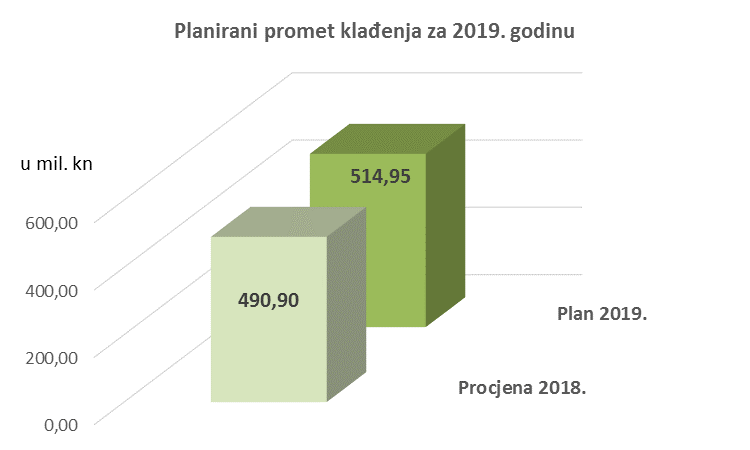 Planirani promet klađenja za 2019. godinu
u mil. kn
600,00
400,00
200,00
0,00
514,95
490,90
Plan 2019.
Procjena 2018.